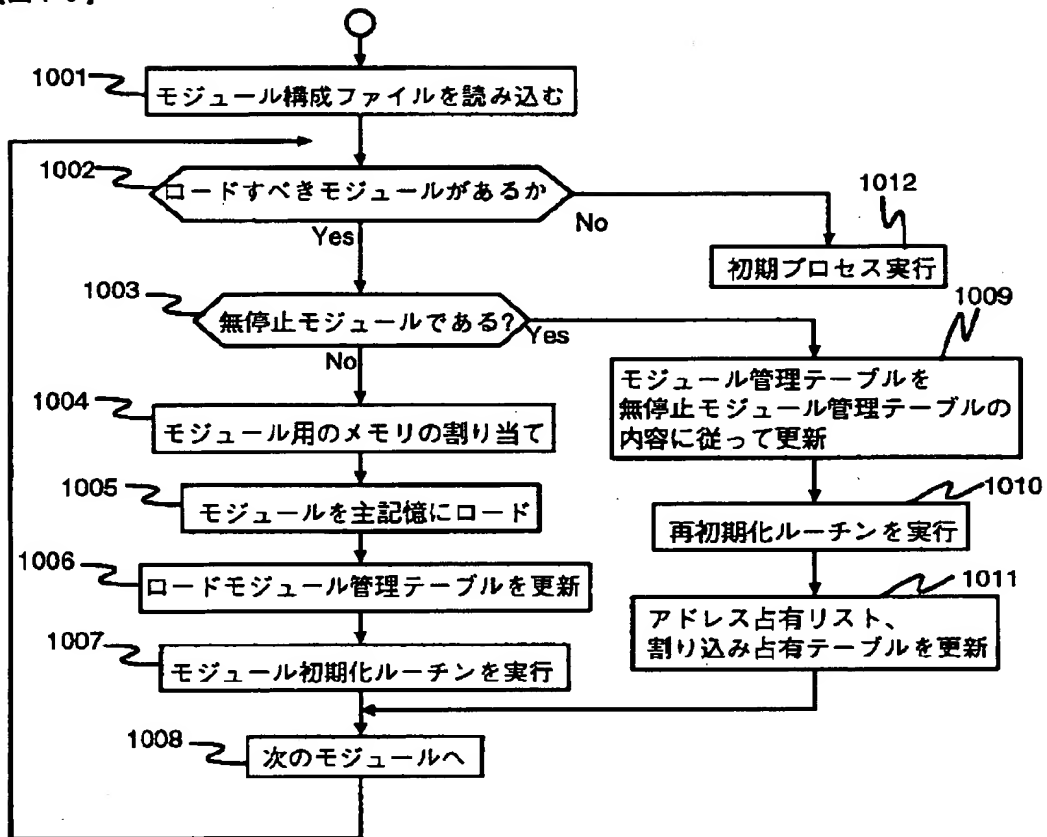 1001
モジュール構成ファイルを読み込む
1002
ロードすべきモジュールがあるか
No
Yes
1012
初期プロセス実行
1003
無停止モジュールである?
Yes
No
1009
モジュール管理テーブルを
無停止モジュール管理テーブルの
内容に従って更新
1004
モジュール用のメモリの割り当て
1010
再初期化ルーチンを実行
1005
モジュールを主記憶にロード
1006
ロードモジュール管理テーブルを更新
1011
アドレス占有リスト、
割り込み占有テーブルを更新
1007
モジュール初期化ルーチンを実行
1008
次のモジュールへ